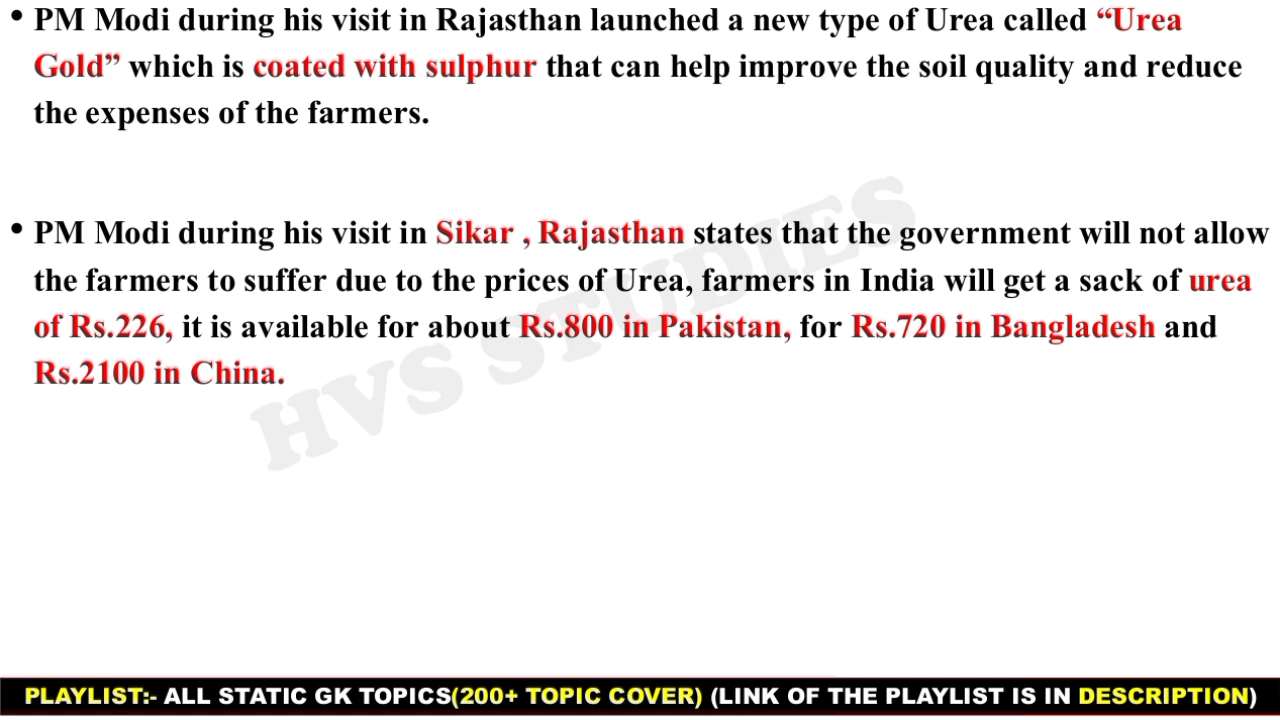 • PM Modi during his visit in Rajasthan launched a new type of Urea called “Urea
Gold” which is coated with sulphur that can help improve the soil quality and reduce
the expenses of the farmers.
• PM Modi during his visit in Sikar , Rajasthan states that the government will not allow
the farmers to suffer due to the prices of Urea, farmers in India will get a sack of urea
of Rs.226, it is available for about Rs.800 in Pakistan, for Rs.720 in Bangladesh and
Rs.2100 in China.
HVS STUDIES
PLAYLIST:- ALL STATIC GK TOPICS(200+ TOPIC COVER) (LINK OF THE PLAYLIST IS IN DESCRIPTION)